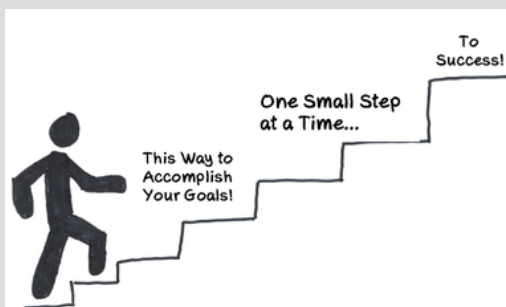 This Way to
Accomplish
Your Goals!
One Small Step
at a Time...
To
Success!